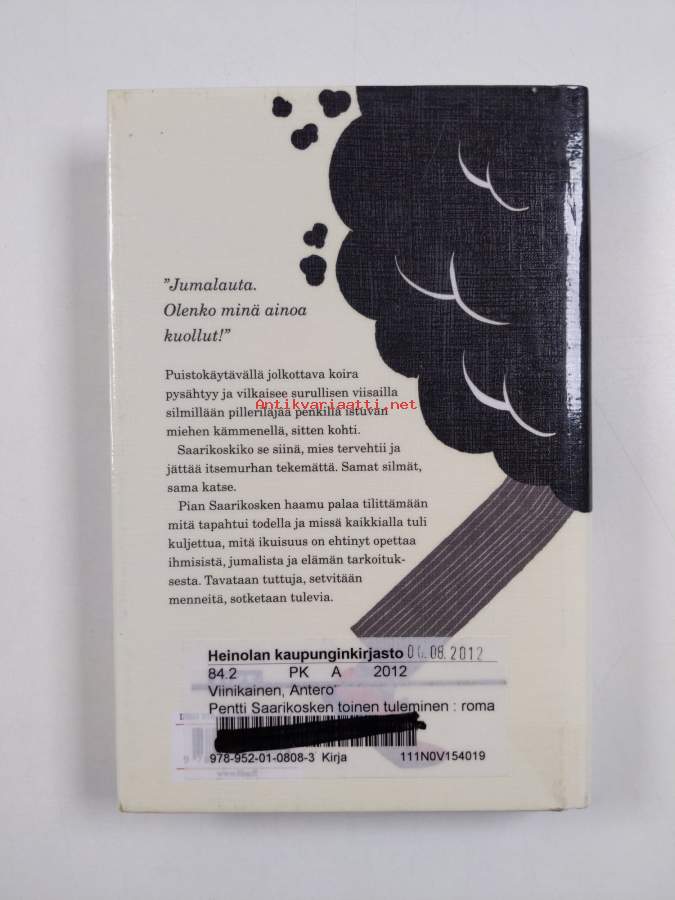 ”Jumalauta.
Olenko minä ainoa
kuollut!”
Puistokäytävällä jolkottava koira
pysähtyy ja vilkaisee surullisen viisailla
Antikvariaatti.net
silmillään pillerilajaa penkillä istuvan
miehen kämmenellä, sitten kohti.
Saarikoskiko se siinä, mies tervehtii ja
jättää itsemurhan tekemättä. Samat silmät,
sama katse.
Pian Saarikosken haamu palaa tilittämään
mitä tapahtui todella ja missä kaikkialla tuli
kuljettua, mitä ikuisuus on ehtinyt opettaa
ihmisistä, jumalista ja elämän tarkoituk-
sesta. Tavataan tuttuja, setvitään
menneitä, sotketaan tulevia.
Heinolan kaupunginkirjasto 08.2012
84.2 PK A 2012
Viinikainen, Antero
Pentti Saarikosken toinen tuleminen : roma
978-952-01-0808-3 Kirja 111N0V154019